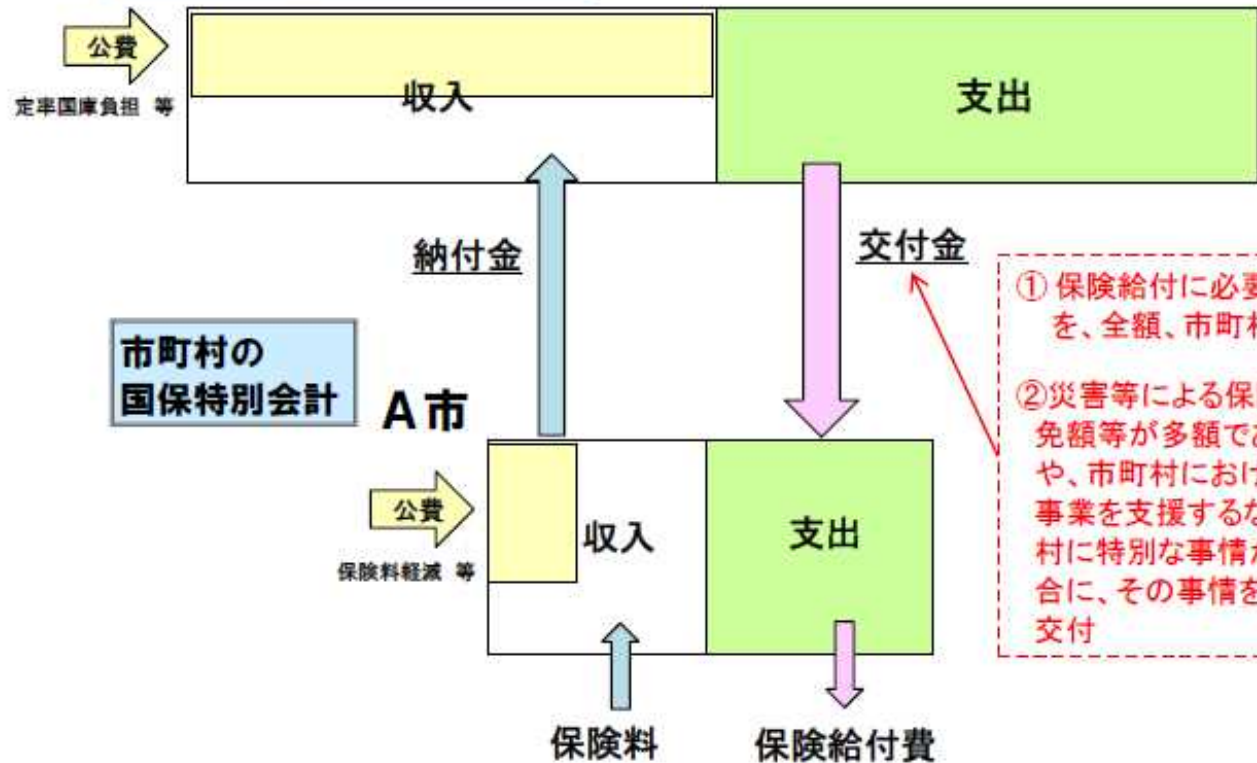 公費
定率国庫負担 等
収入
支出
納付金
交付金
市町村の
国保特別会計
A市
公費
保険料軽減 等
収入
支出
保険料
保険給付費
① 保険給付に必要
を、全額、市町村
②災害等による保
免額等が多額であ
や、市町村におけ
事業を支援するな
村に特別な事情が
合に、その事情を
交付